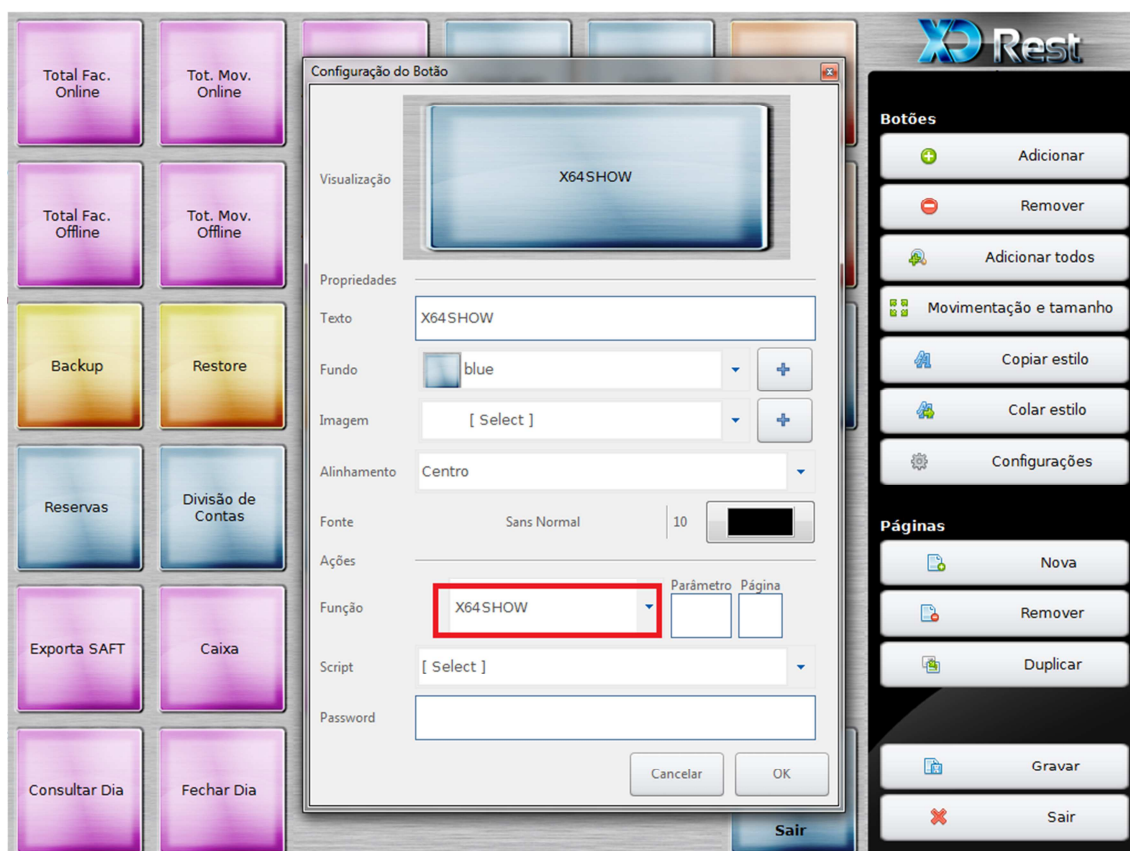 Total Fac.
Online
Tot. Mov.
Online
Total Fac.
Offline
Tot. Mov.
Offline
Backup
Restore
Reservas
Divisão de
Contas
Exporta SAFT
Caixa
Consultar Dia
Fechar Dia
Configuração do Botão
Visualização
X64SHOW
Propriedades
Texto
X64SHOW
Fundo
blue
Imagem
[ Select ]
Alinhamento
Centro
Fonte
Sans Normal
10
Ações
Parâmetro
Página
Função
X64SHOW
Script
[ Select ]
Password
Cancelar
OK
Sair
XD Rest
Botões
Adicionar
Remover
Adicionar todos
Movimentação e tamanho
Copiar estilo
Colar estilo
Configurações
Páginas
Nova
Remover
Duplicar
Gravar
Sair